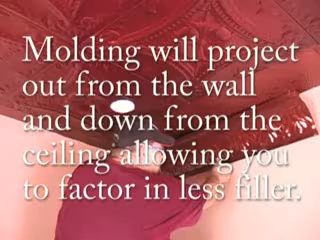 Molding will project
out from the wall
and down from the
ceiling allowing you
to factor in less filler.